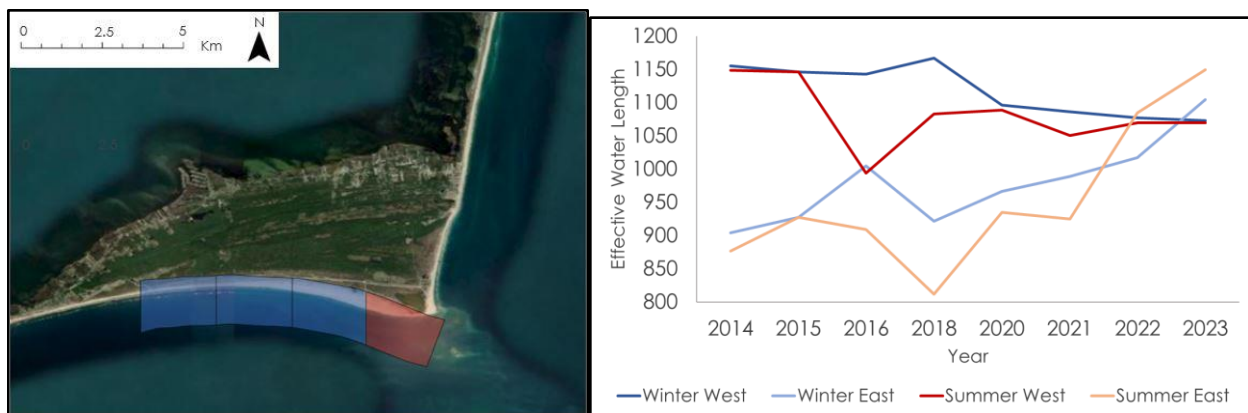 0 2.5 5
Km
N
1200
1150
1100
1050
1000
950
900
850
800
Effective Water Length
2014 2015 2016 2018 2020 2021 2022 2023
Year
Winter West Winter East Summer West Summer East